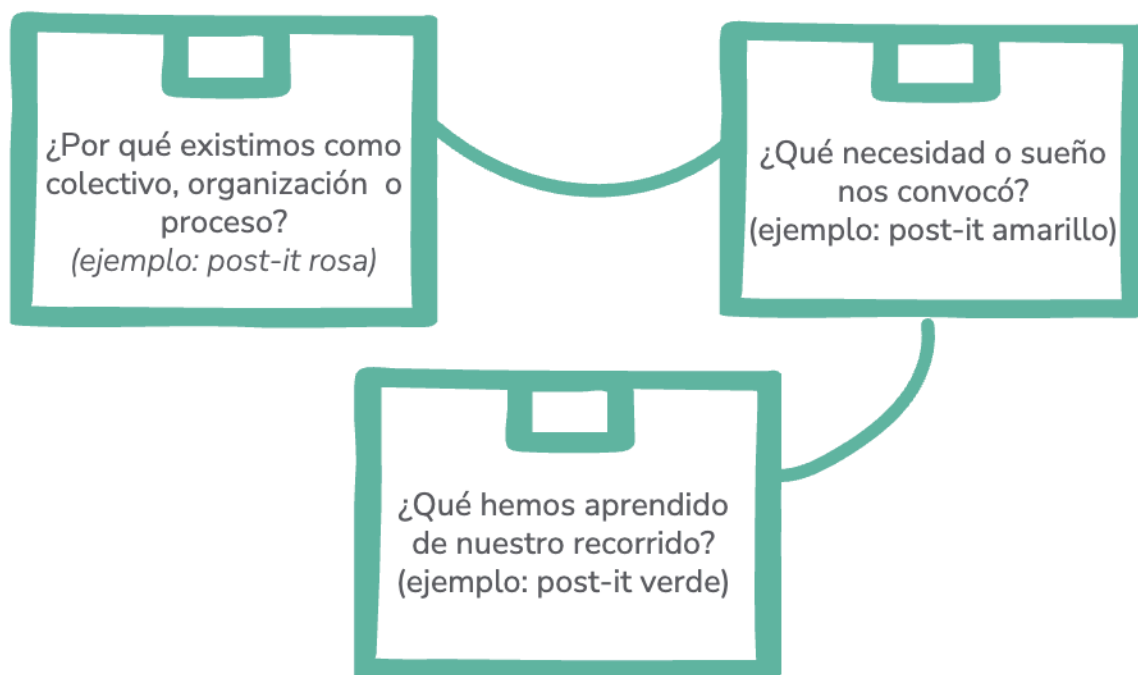 ¿Por qué existimos como
colectivo, organización o
proceso?
(ejemplo: post-it rosa)
¿Qué necesidad o sueño
nos convocó?
(ejemplo: post-it amarillo)
¿Qué hemos aprendido
de nuestro recorrido?
(ejemplo: post-it verde)